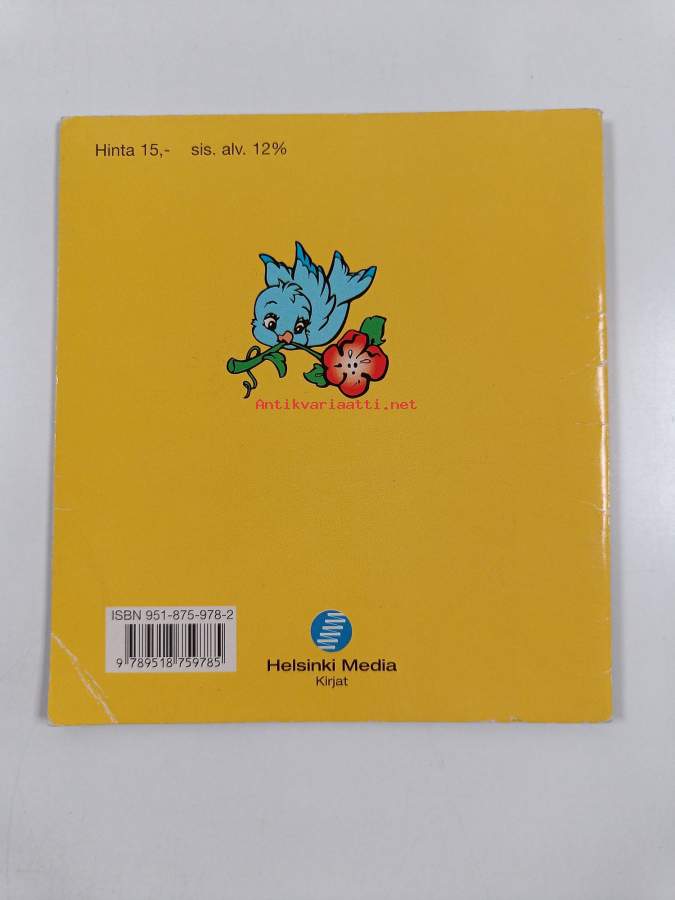 Hinta 15,- sis. alv. 12%
Antikvariaatti.net
ISBN 951-875-978-2
9 789518 759785
Helsinki Media
Kirjat